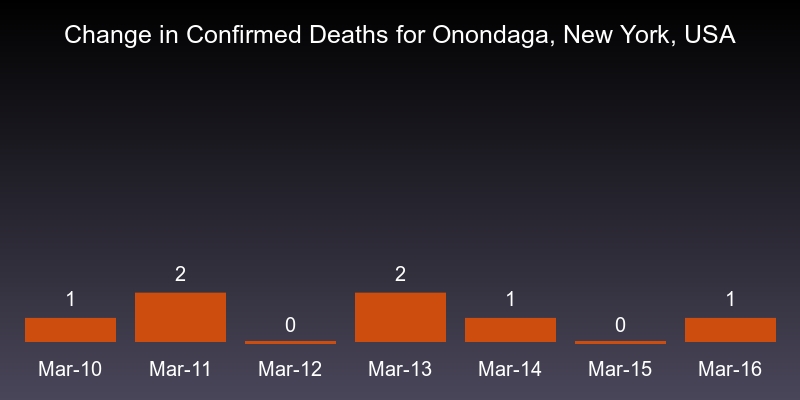 Change in Confirmed Deaths for Onondaga, New York, USA
1 2 0 2 1 0 1
Mar-10 Mar-11 Mar-12 Mar-13 Mar-14 Mar-15 Mar-16